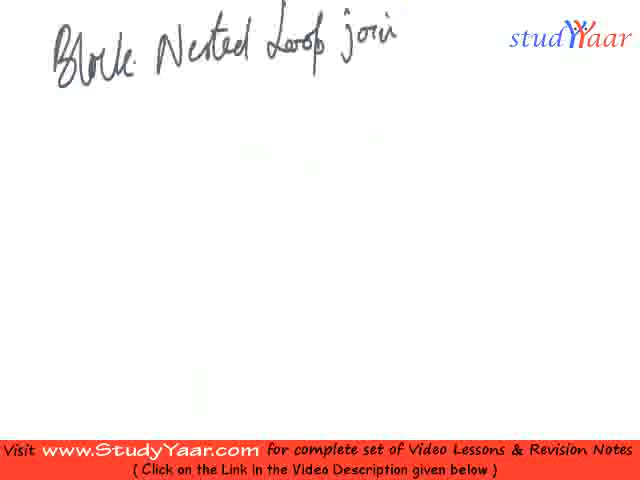 Block Nested Loop join
studYYaar
Visit www.StudyYaar.com for complete set of Video Lessons & Revision Notes
( Click on the Link in the Video Description given below )